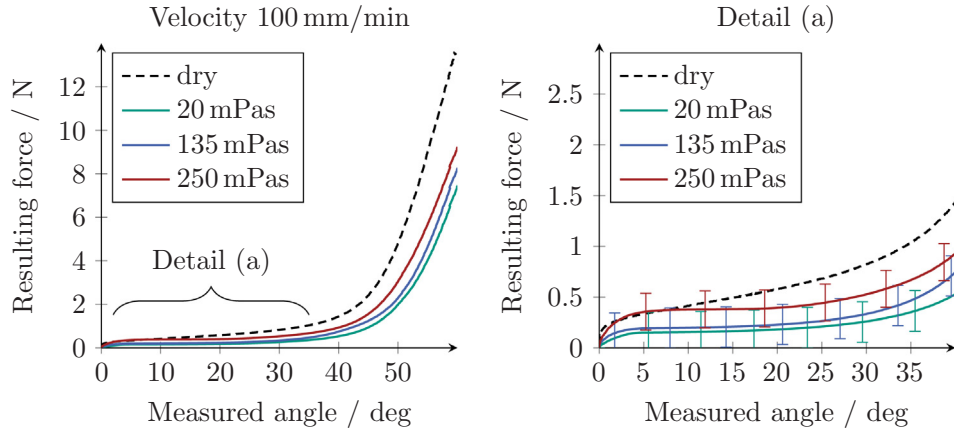 Velocity 100 mm/min
12
10
8
6
4
2
0
Resulting force / N
dry
20 mPas
135 mPas
250 mPas
Detail (a)
0 10 20 30 40 50
Measured angle / deg
Detail (a)
2.5
2
1.5
1
0.5
0
Resulting force / N
dry
20 mPas
135 mPas
250 mPas
0 5 10 15 20 25 30 35
Measured angle / deg